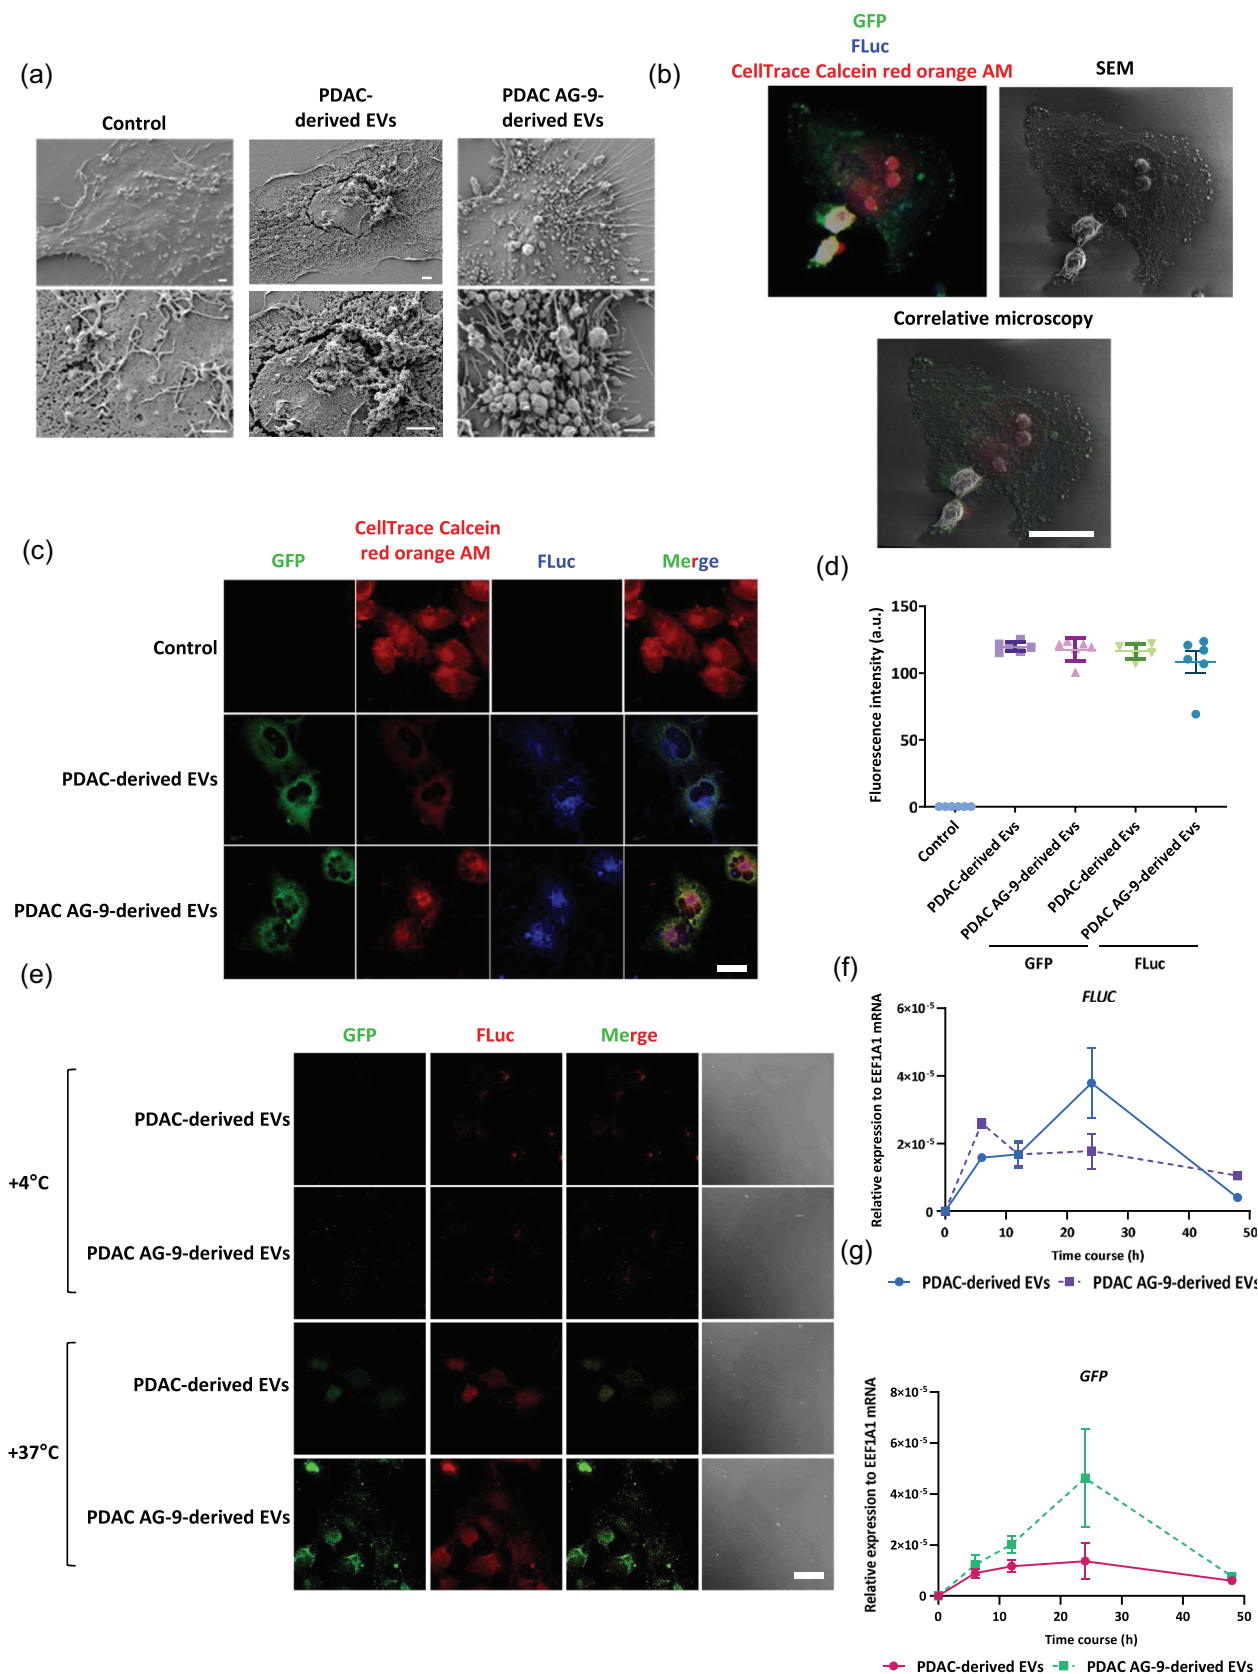 (a)
Control
PDAC-
derived EVs
PDAC AG-9-
derived EVs
(b)
GFP
FLuc
CellTrace Calcein red orange AM
SEM
Correlative microscopy
(c)
GFP
CellTrace Calcein
red orange AM
FLuc
Merge
Control
PDAC-derived EVs
PDAC AG-9-derived EVs
(d)
Fluorescence intensity (a.u.)
150
100
50
0
Control
PDAC-derived Evs
PDAC AG-9-derived Evs
PDAC-derived Evs
PDAC AG-9-derived Evs
GFP
FLuc
(e)
GFP
FLuc
Merge
+4°C
PDAC-derived EVs
PDAC AG-9-derived EVs
+37°C
PDAC-derived EVs
PDAC AG-9-derived EVs
(f)
FLUC
Relative expression to EEF1A1 mRNA
6×10⁻⁵
4×10⁻⁵
2×10⁻⁵
0
0 10 20 30 40 50
Time course (h)
PDAC-derived EVs PDAC AG-9-derived EVs
(g)
GFP
Relative expression to EEF1A1 mRNA
8×10⁻⁵
6×10⁻⁵
4×10⁻⁵
2×10⁻⁵
0
0 10 20 30 40 50
Time course (h)
PDAC-derived EVs PDAC AG-9-derived EVs